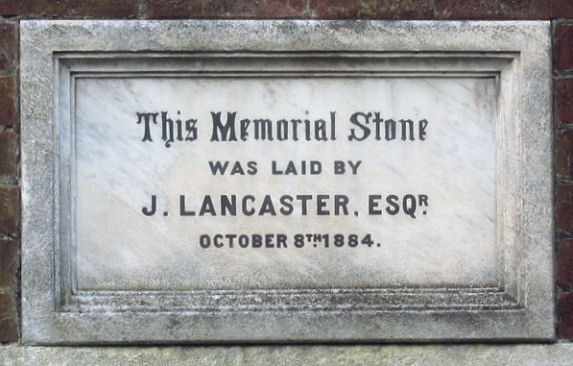 This Memorial Stone
WAS LAID BY
J. LANCASTER, ESQR.
OCTOBER 8TH 1884.